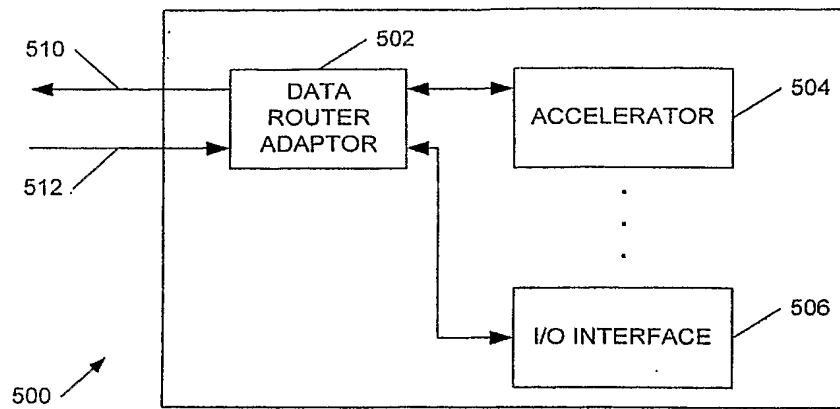 510
502
DATA
ROUTER
ADAPTOR
ACCELERATOR
504
512
506
I/O INTERFACE
500